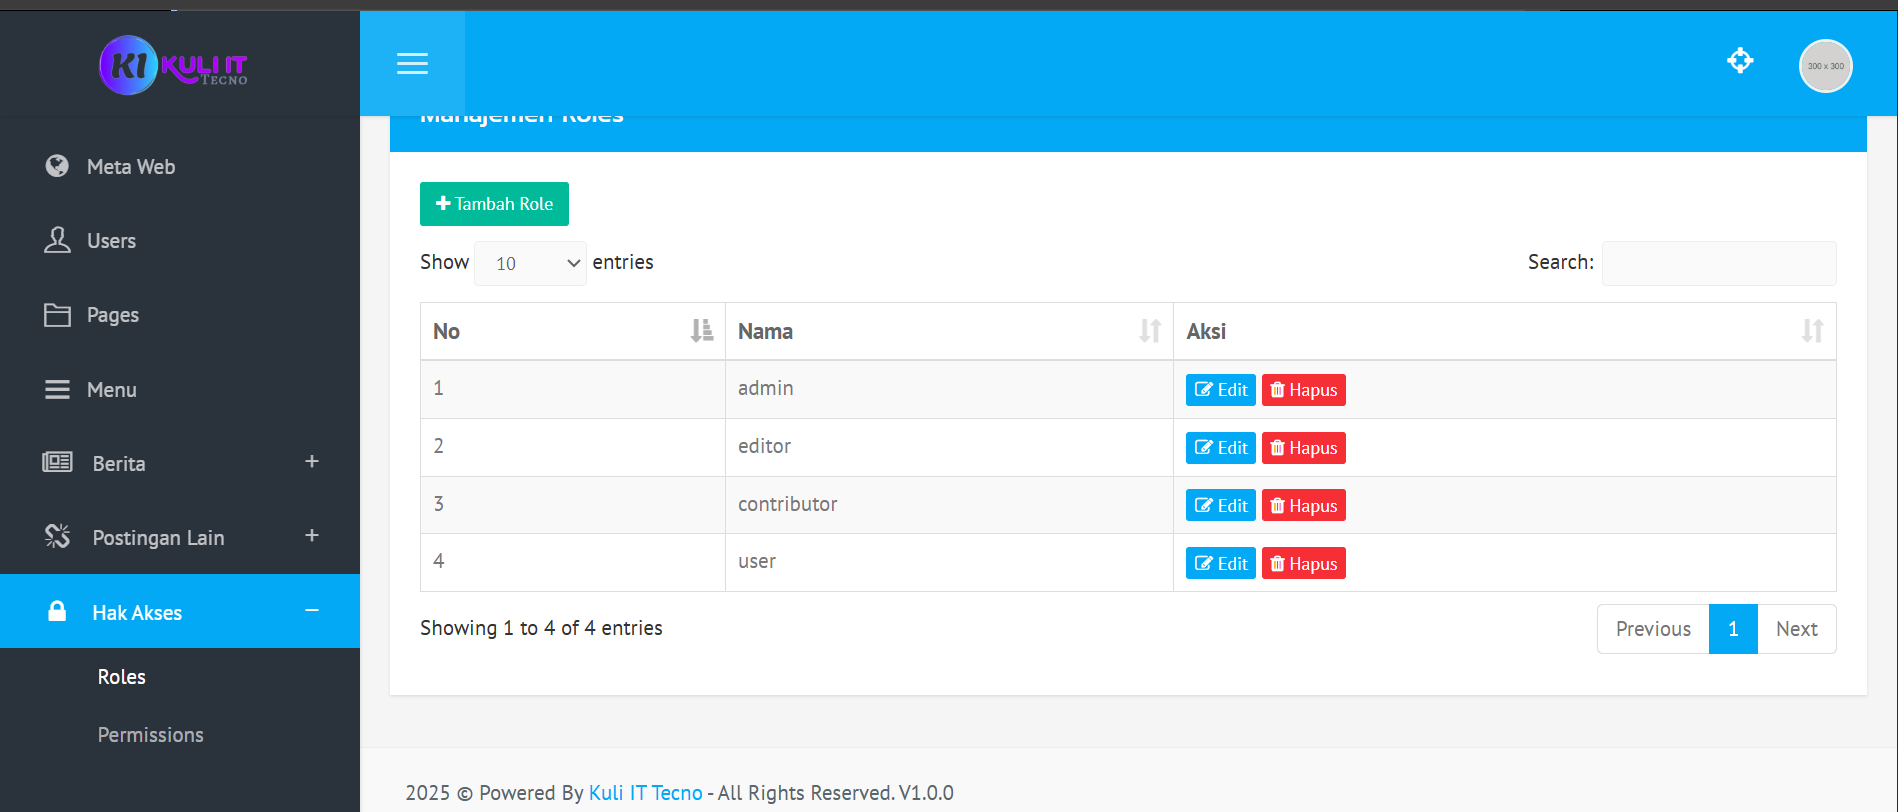 KI KULI IT
TECNO
300 x 300
Manajemen Roles
Meta Web
Users
Pages
Menu
Berita +
Postingan Lain +
Hak Akses −
Roles
Permissions
Tambah Role
Show 10 entries Search:
No Nama Aksi
1 admin Edit Hapus
2 editor Edit Hapus
3 contributor Edit Hapus
4 user Edit Hapus
Showing 1 to 4 of 4 entries Previous 1 Next
2025 © Powered By Kuli IT Tecno - All Rights Reserved. V1.0.0